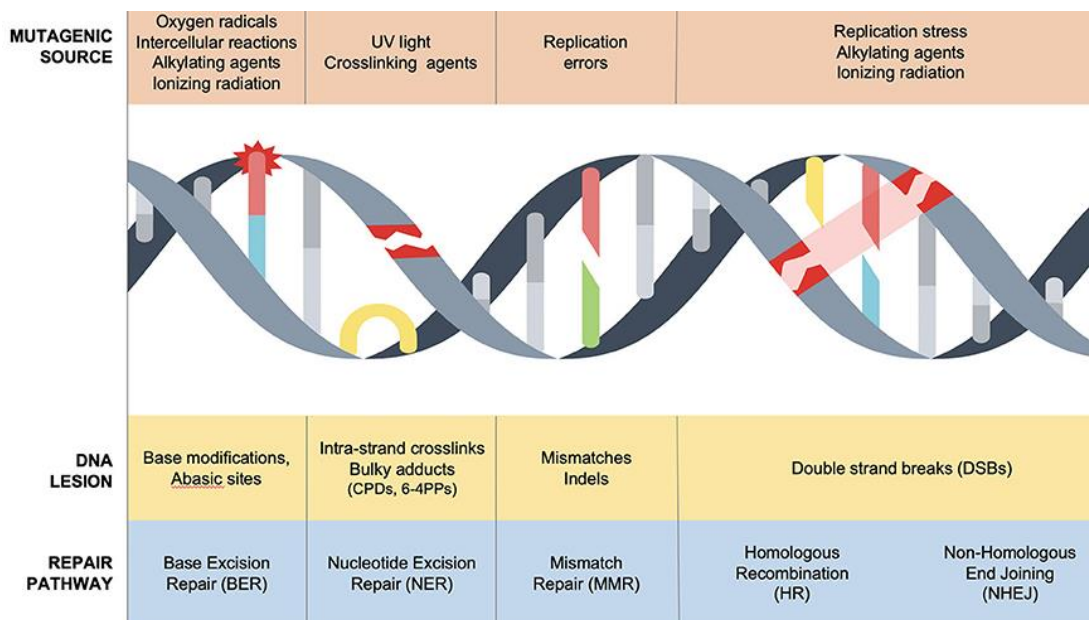 MUTAGENIC
SOURCE
Oxygen radicals
Intercellular reactions
Alkylating agents
Ionizing radiation
UV light
Crosslinking agents
Replication
errors
Replication stress
Alkylating agents
Ionizing radiation
DNA
LESION
Base modifications,
Abasic sites
Intra-strand crosslinks
Bulky adducts
(CPDs, 6-4PPs)
Mismatches
Indels
Double strand breaks (DSBs)
REPAIR
PATHWAY
Base Excision
Repair (BER)
Nucleotide Excision
Repair (NER)
Mismatch
Repair (MMR)
Homologous
Recombination
(HR)
Non-Homologous
End Joining
(NHEJ)